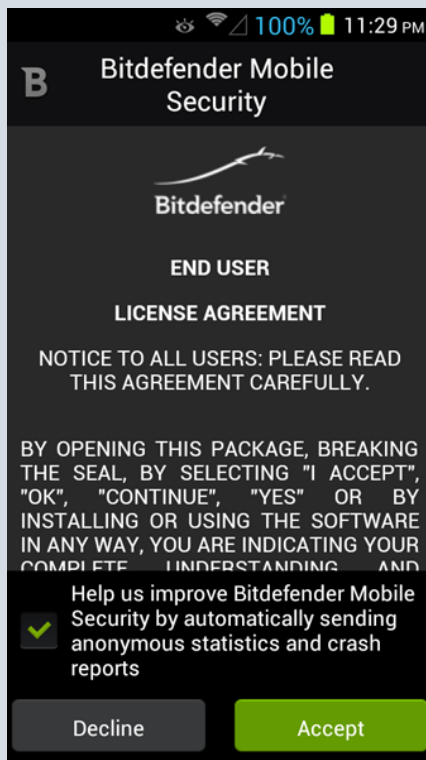 100% 11:29 PM
B Bitdefender Mobile
Security
Bitdefender
END USER
LICENSE AGREEMENT
NOTICE TO ALL USERS: PLEASE READ
THIS AGREEMENT CAREFULLY.
BY OPENING THIS PACKAGE, BREAKING
THE SEAL, BY SELECTING "I ACCEPT",
"OK", "CONTINUE", "YES" OR BY
INSTALLING OR USING THE SOFTWARE
IN ANY WAY, YOU ARE INDICATING YOUR
COMPLETE UNDERSTANDING AND
Help us improve Bitdefender Mobile
Security by automatically sending
anonymous statistics and crash
reports
Decline Accept